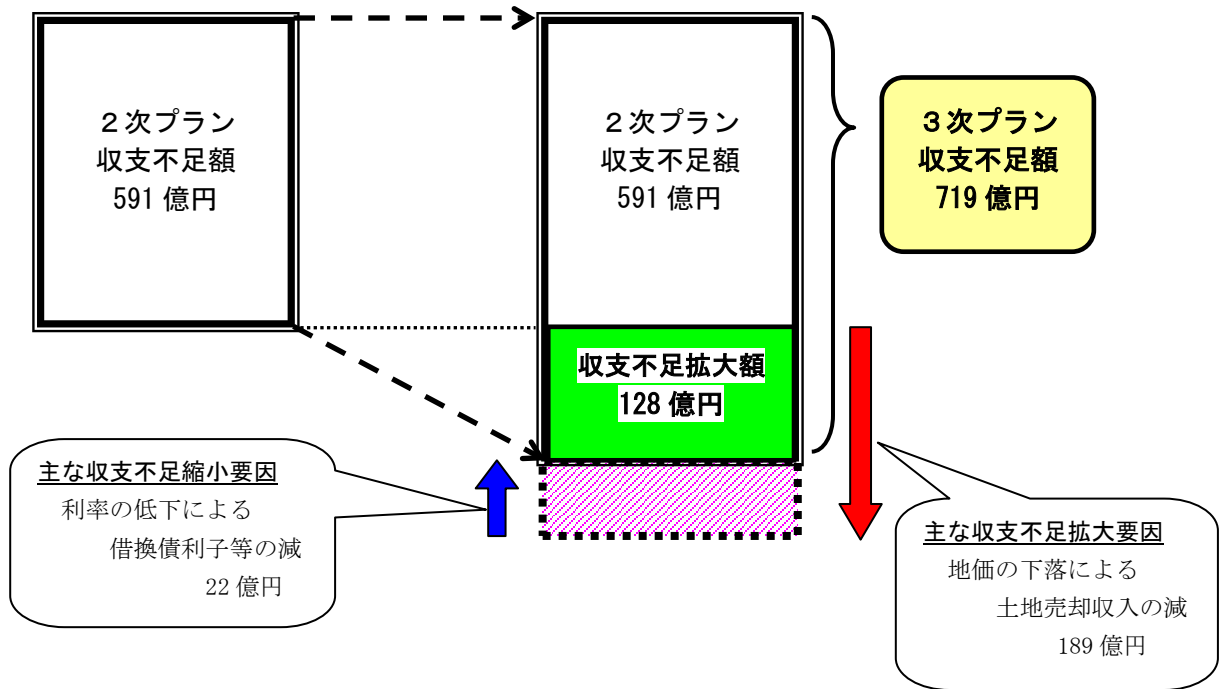 ２次プラン
収支不足額
591 億円
２次プラン
収支不足額
591 億円
３次プラン
収支不足額
719 億円
収支不足拡大額
128 億円
主な収支不足縮小要因
利率の低下による
借換債利子等の減
22 億円
主な収支不足拡大要因
地価の下落による
土地売却収入の減
189 億円